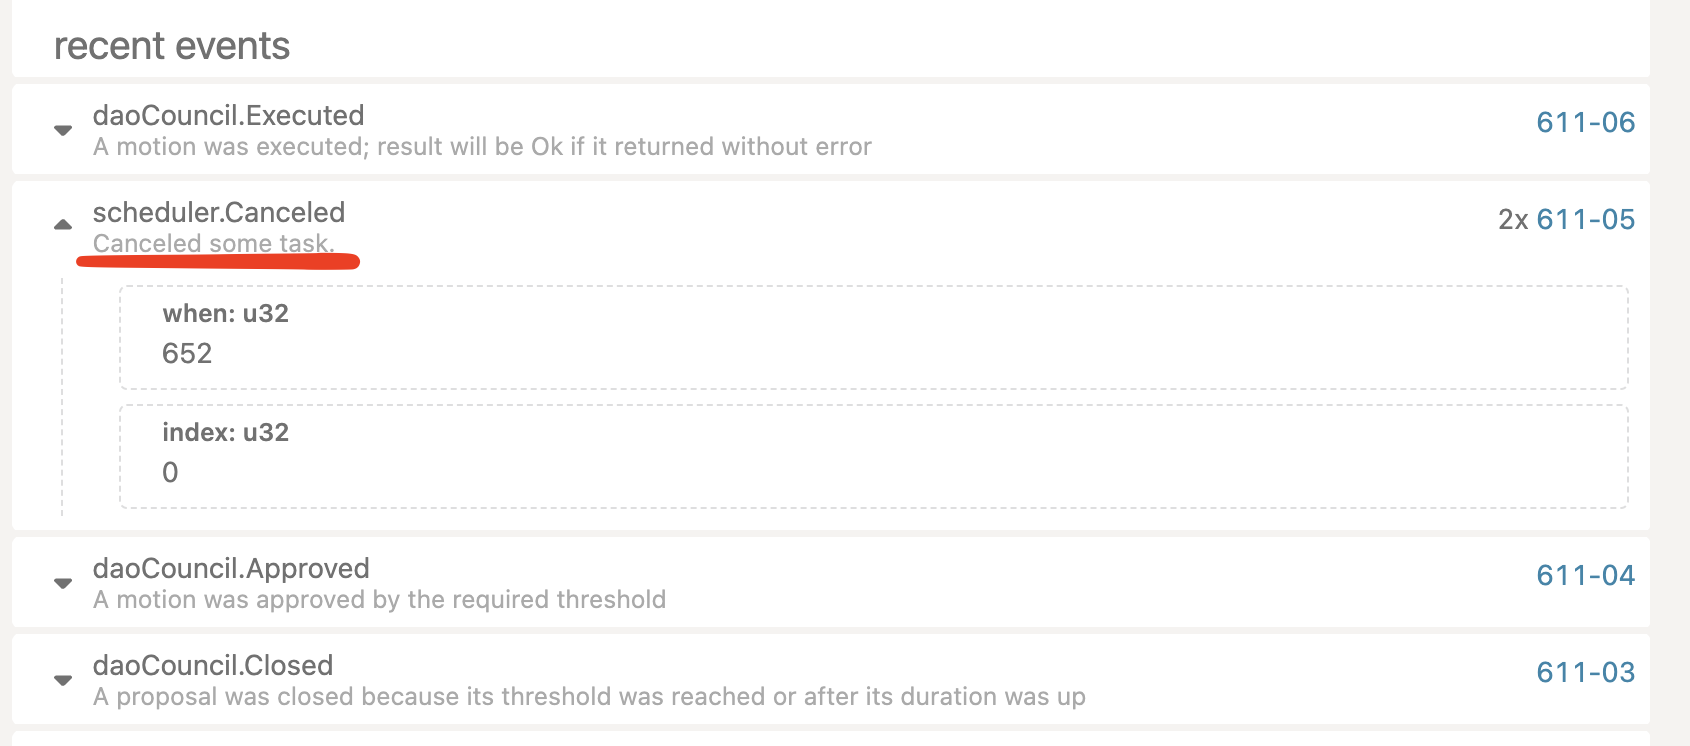 recent events
daoCouncil.Executed
611-06
A motion was executed; result will be Ok if it returned without error
scheduler.Canceled
2x 611-05
Canceled some task.
when: u32
652
index: u32
0
daoCouncil.Approved
611-04
A motion was approved by the required threshold
daoCouncil.Closed
611-03
A proposal was closed because its threshold was reached or after its duration was up